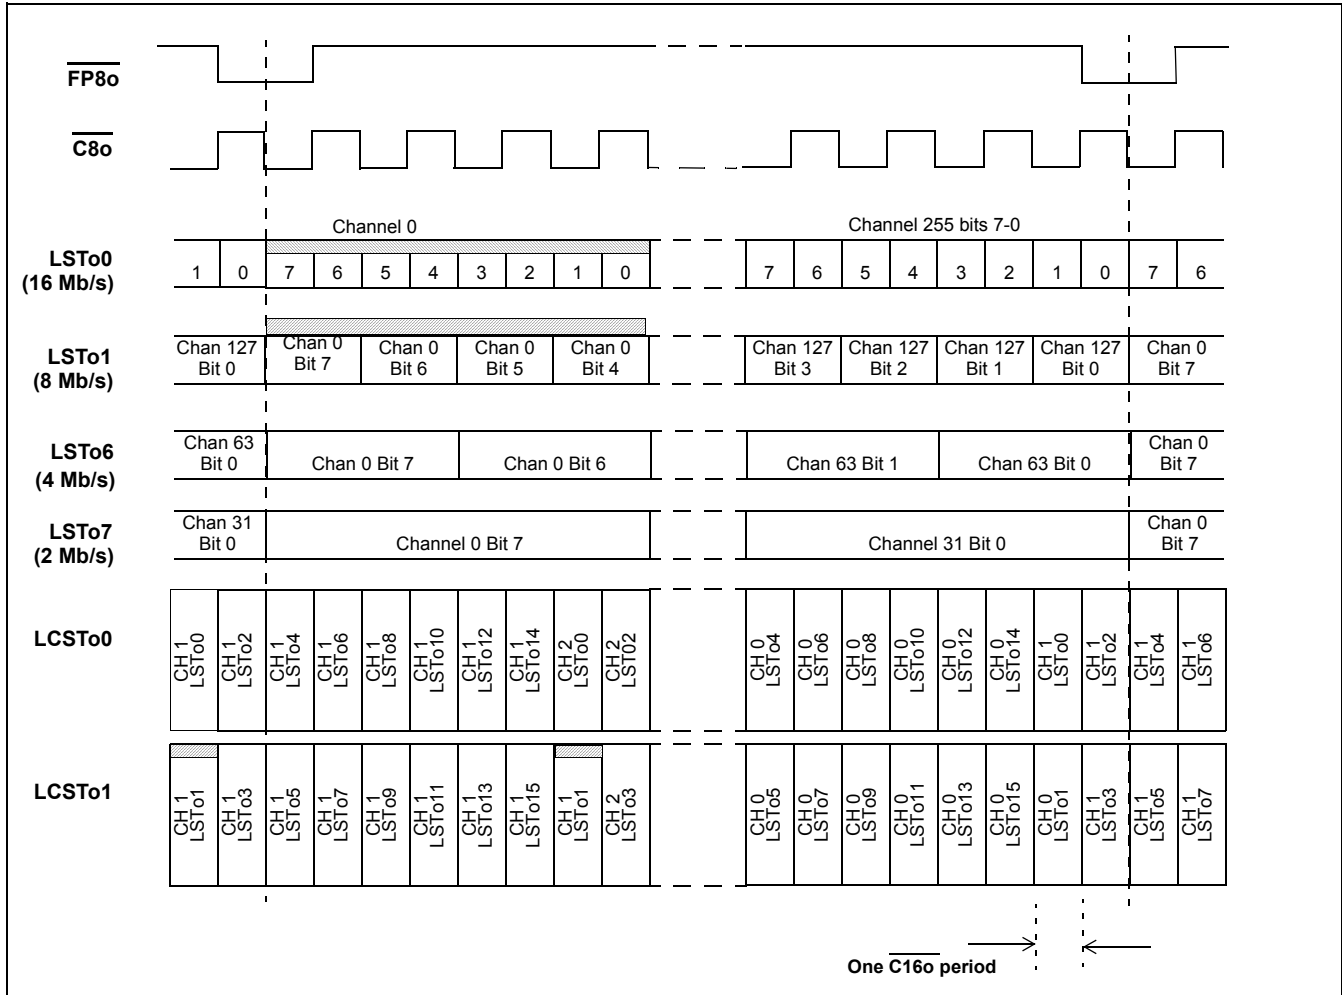 FP8o
C8o
Channel 0
Channel 255 bits 7-0
LSTo0
(16 Mb/s)
1 0 7 6 5 4 3 2 1 0 7 6 5 4 3 2 1 0 7 6
LSTo1
(8 Mb/s)
Chan 127 Bit 0
Chan 0 Bit 7
Chan 0 Bit 6
Chan 0 Bit 5
Chan 0 Bit 4
Chan 127 Bit 3
Chan 127 Bit 2
Chan 127 Bit 1
Chan 127 Bit 0
Chan 0 Bit 7
LSTo6
(4 Mb/s)
Chan 63 Bit 0
Chan 0 Bit 7
Chan 0 Bit 6
Chan 63 Bit 1
Chan 63 Bit 0
Chan 0 Bit 7
LSTo7
(2 Mb/s)
Chan 31 Bit 0
Channel 0 Bit 7
Channel 31 Bit 0
Chan 0 Bit 7
LCSTo0
CH 1 LSTo0
CH 1 LSTo2
CH 1 LSTo4
CH 1 LSTo6
CH 1 LSTo8
CH 1 LSTo10
CH 1 LSTo12
CH 1 LSTo14
CH 2 LSTo0
CH 2 LST02
CH 0 LSTo4
CH 0 LSTo6
CH 0 LSTo8
CH 0 LSTo10
CH 0 LSTo12
CH 0 LSTo14
CH 1 LSTo0
CH 1 LSTo2
CH 1 LSTo4
CH 1 LSTo6
LCSTo1
CH 1 LSTo1
CH 1 LSTo3
CH 1 LSTo5
CH 1 LSTo7
CH 1 LSTo9
CH 1 LSTo11
CH 1 LSTo13
CH 1 LSTo15
CH 1 LSTo1
CH 2 LSTo3
CH 0 LSTo5
CH 0 LSTo7
CH 0 LSTo9
CH 0 LSTo11
CH 0 LSTo13
CH 0 LSTo15
CH 0 LSTo1
CH 1 LSTo3
CH 1 LSTo5
CH 1 LSTo7
One C16o period